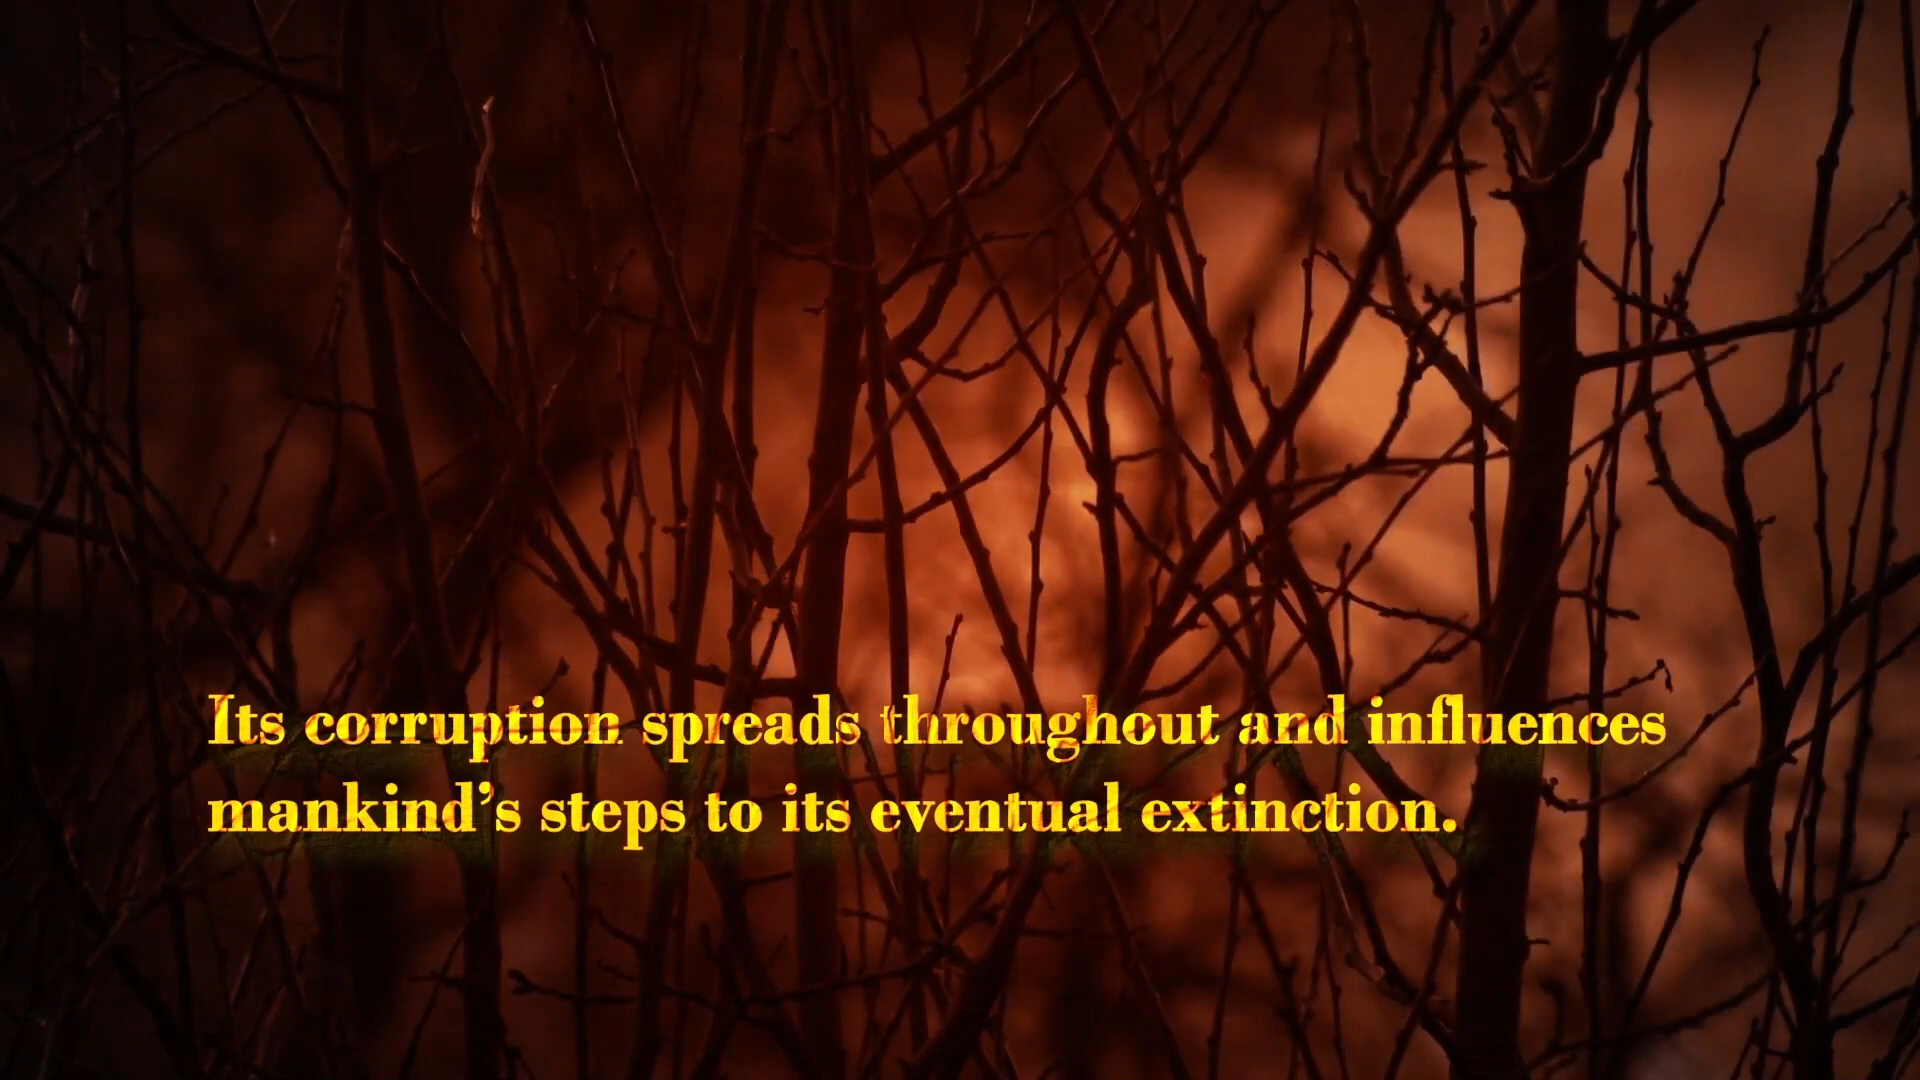 Its corruption spreads throughout and influences
mankind’s steps to its eventual extinction.